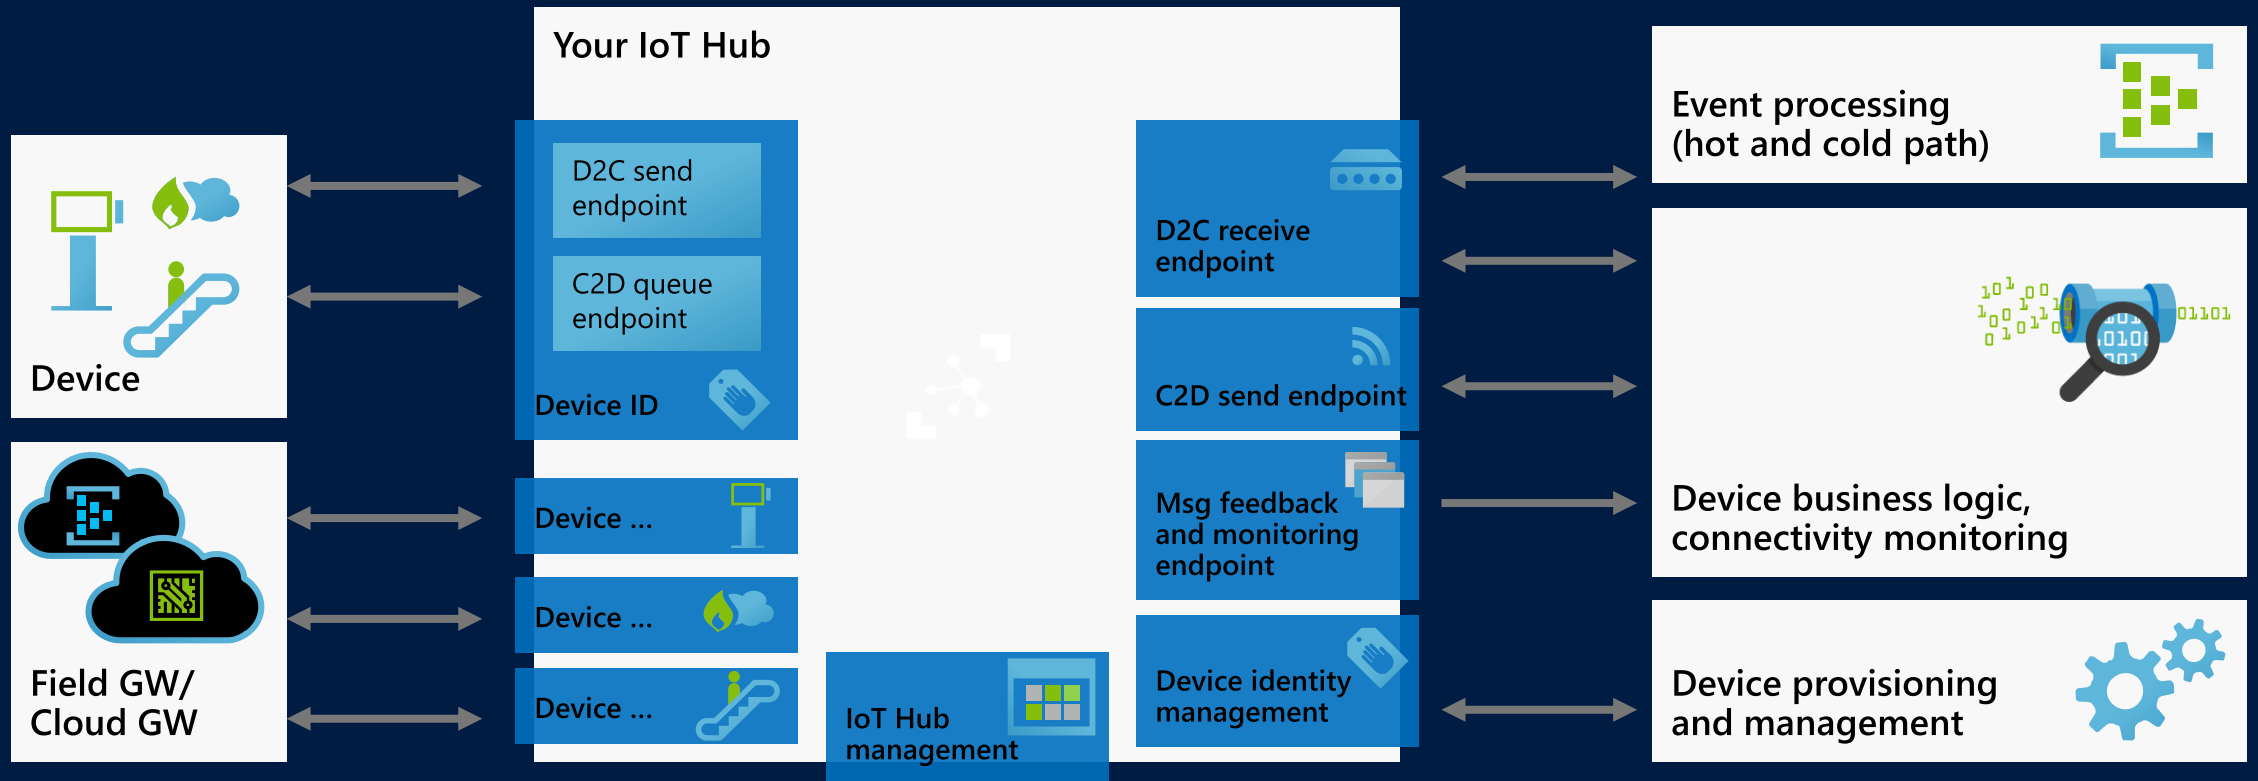 Your IoT Hub
D2C send
endpoint
C2D queue
endpoint
Device ID
Device ...
Device ...
Device ...
Device
Field GW/
Cloud GW
IoT Hub
management
D2C receive
endpoint
C2D send endpoint
Msg feedback
and monitoring
endpoint
Device identity
management
Event processing
(hot and cold path)
01101
Device business logic,
connectivity monitoring
Device provisioning
and management